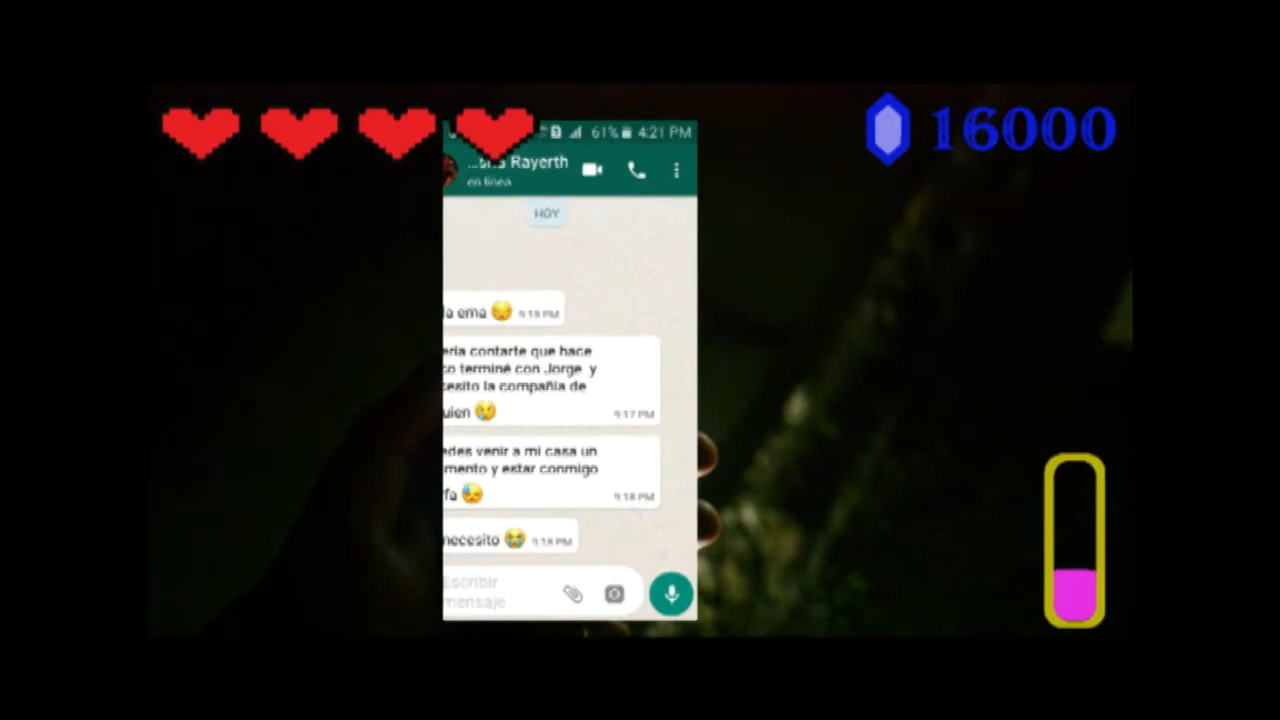 16000
61% 4:21 PM
Rayerth
en línea
HOY
ema 9:18 PM
contarte que hace
terminé con Jorge y
la compañia de
9:17 PM
venir a mi casa un
y estar conmigo
9:18 PM
necesito 9:18 PM
Escribir
mensaje